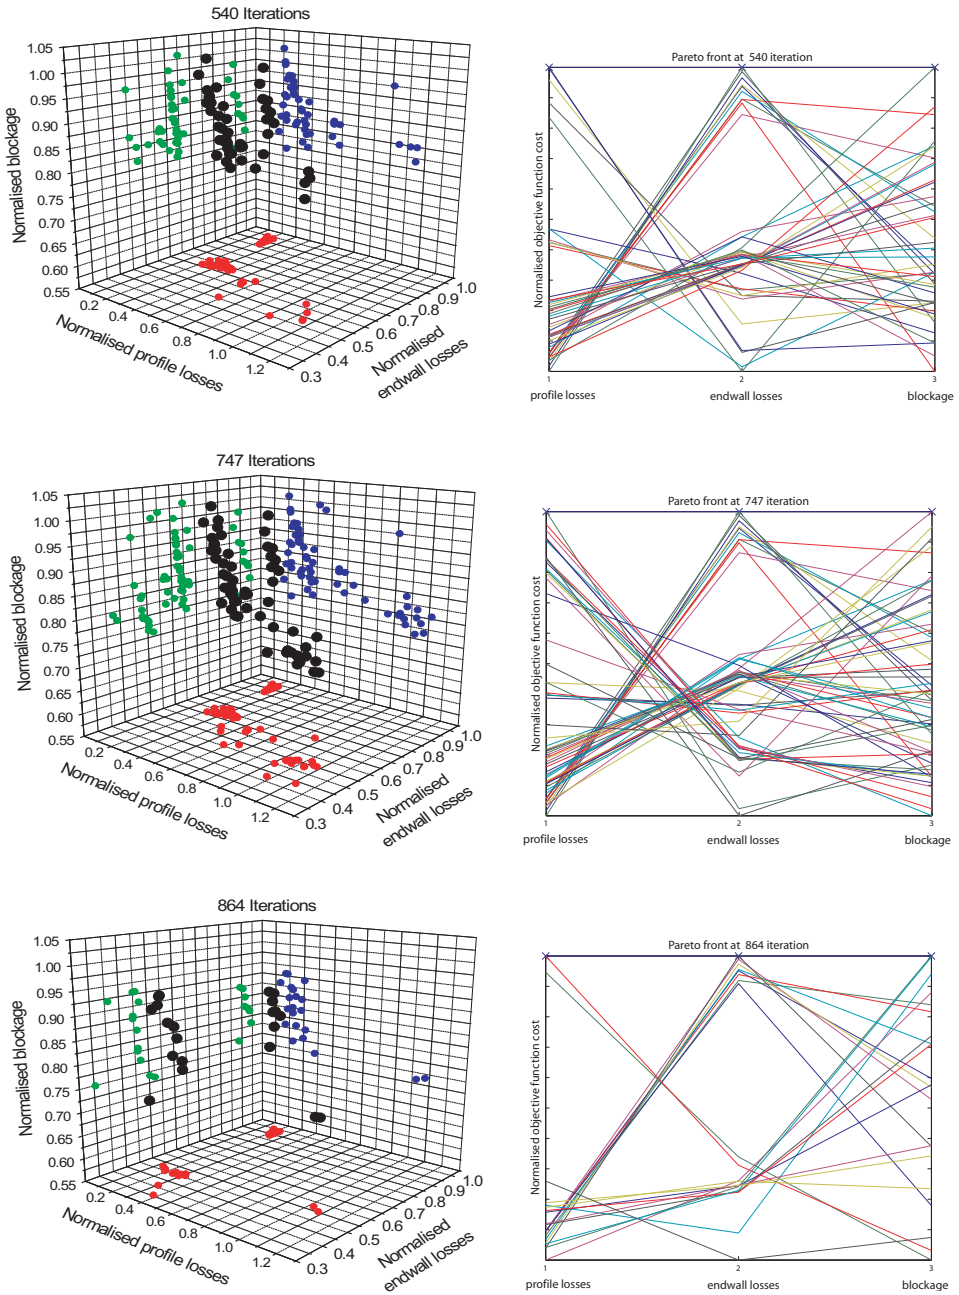 540 Iterations
1.05
1.00
0.95
0.90
0.85
0.80
0.75
0.70
0.65
0.60
0.55
Normalised blockage
0.2
0.4
0.6
0.8
1.0
1.2
Normalised profile losses
0.3
0.4
0.5
0.6
0.7
0.8
0.9
1.0
Normalised
endwall losses
Pareto front at 540 iteration
Normalised objective function cost
1
2
3
profile losses
endwall losses
blockage
747 Iterations
1.05
1.00
0.95
0.90
0.85
0.80
0.75
0.70
0.65
0.60
0.55
Normalised blockage
0.2
0.4
0.6
0.8
1.0
1.2
Normalised profile losses
0.3
0.4
0.5
0.6
0.7
0.8
0.9
1.0
Normalised
endwall losses
Pareto front at 747 iteration
Normalised objective function cost
1
2
3
profile losses
endwall losses
blockage
864 Iterations
1.05
1.00
0.95
0.90
0.85
0.80
0.75
0.70
0.65
0.60
0.55
Normalised blockage
0.2
0.4
0.6
0.8
1.0
1.2
Normalised profile losses
0.3
0.4
0.5
0.6
0.7
0.8
0.9
1.0
Normalised
endwall losses
Pareto front at 864 iteration
Normalised objective function cost
1
2
3
profile losses
endwall losses
blockage